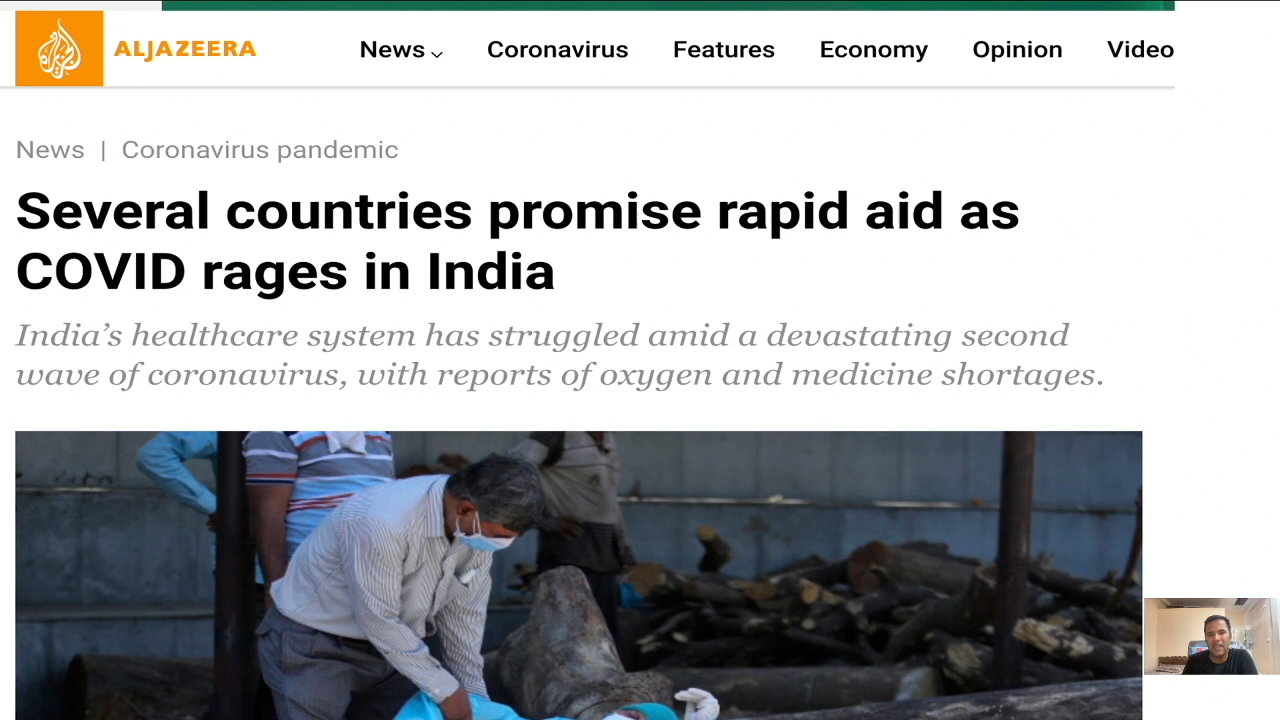 ALJAZEERA
News Coronavirus Features Economy Opinion Video
News | Coronavirus pandemic
Several countries promise rapid aid as
COVID rages in India
India’s healthcare system has struggled amid a devastating second
wave of coronavirus, with reports of oxygen and medicine shortages.